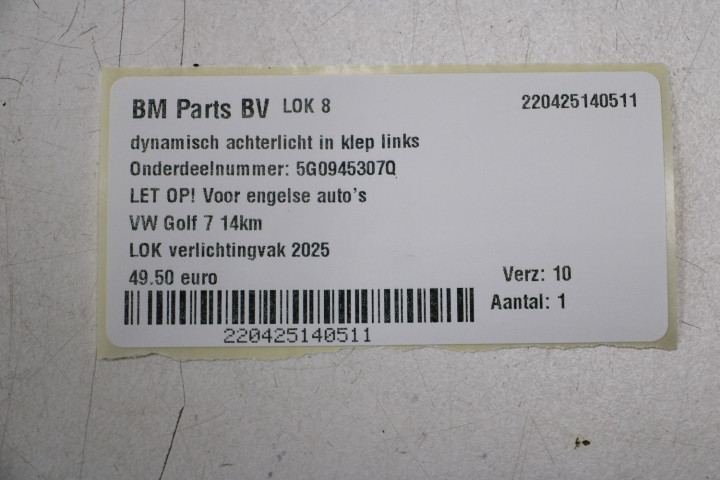 BM Parts BV LOK 8 220425140511
dynamisch achterlicht in klep links
Onderdeelnummer: 5G0945307Q
LET OP! Voor engelse auto's
VW Golf 7 14km
LOK verlichtingvak 2025
49.50 euro Verz: 10
Aantal: 1
220425140511